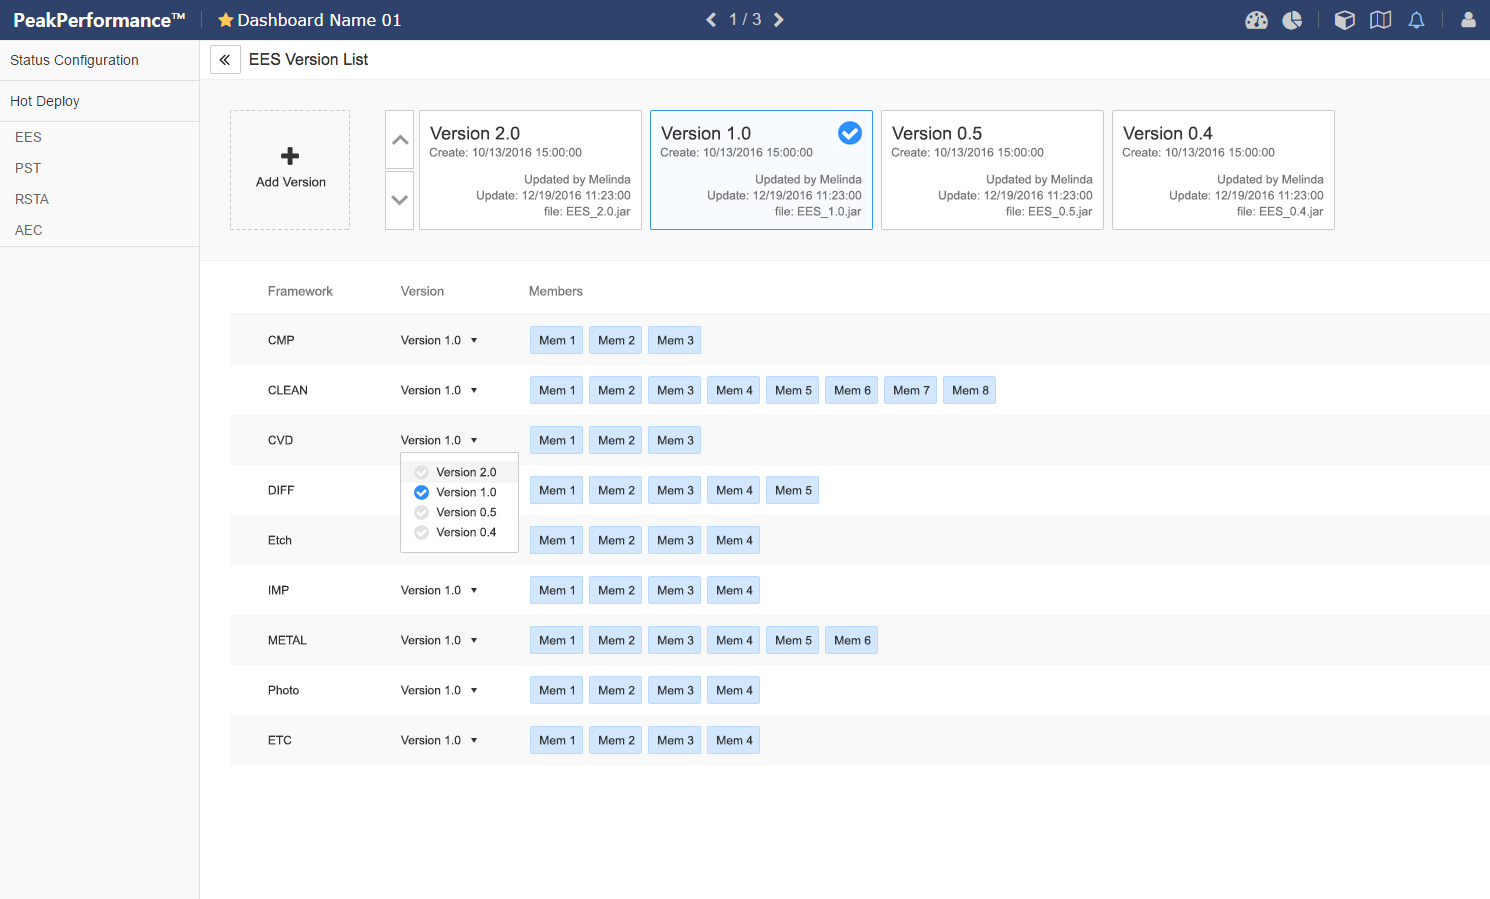 PeakPerformance™
Dashboard Name 01
1 / 3
Status Configuration
Hot Deploy
EES
PST
RSTA
AEC
EES Version List
Add Version
Version 2.0
Create: 10/13/2016 15:00:00
Updated by Melinda
Update: 12/19/2016 11:23:00
file: EES_2.0.jar
Version 1.0
Create: 10/13/2016 15:00:00
Updated by Melinda
Update: 12/19/2016 11:23:00
file: EES_1.0.jar
Version 0.5
Create: 10/13/2016 15:00:00
Updated by Melinda
Update: 12/19/2016 11:23:00
file: EES_0.5.jar
Version 0.4
Create: 10/13/2016 15:00:00
Updated by Melinda
Update: 12/19/2016 11:23:00
file: EES_0.4.jar
Framework Version Members
CMP Version 1.0 Mem 1 Mem 2 Mem 3
CLEAN Version 1.0 Mem 1 Mem 2 Mem 3 Mem 4 Mem 5 Mem 6 Mem 7 Mem 8
CVD Version 1.0 Mem 1 Mem 2 Mem 3
Version 2.0
Version 1.0
Version 0.5
Version 0.4
DIFF Mem 1 Mem 2 Mem 3 Mem 4 Mem 5
Etch Mem 1 Mem 2 Mem 3 Mem 4
IMP Version 1.0 Mem 1 Mem 2 Mem 3 Mem 4
METAL Version 1.0 Mem 1 Mem 2 Mem 3 Mem 4 Mem 5 Mem 6
Photo Version 1.0 Mem 1 Mem 2 Mem 3 Mem 4
ETC Version 1.0 Mem 1 Mem 2 Mem 3 Mem 4